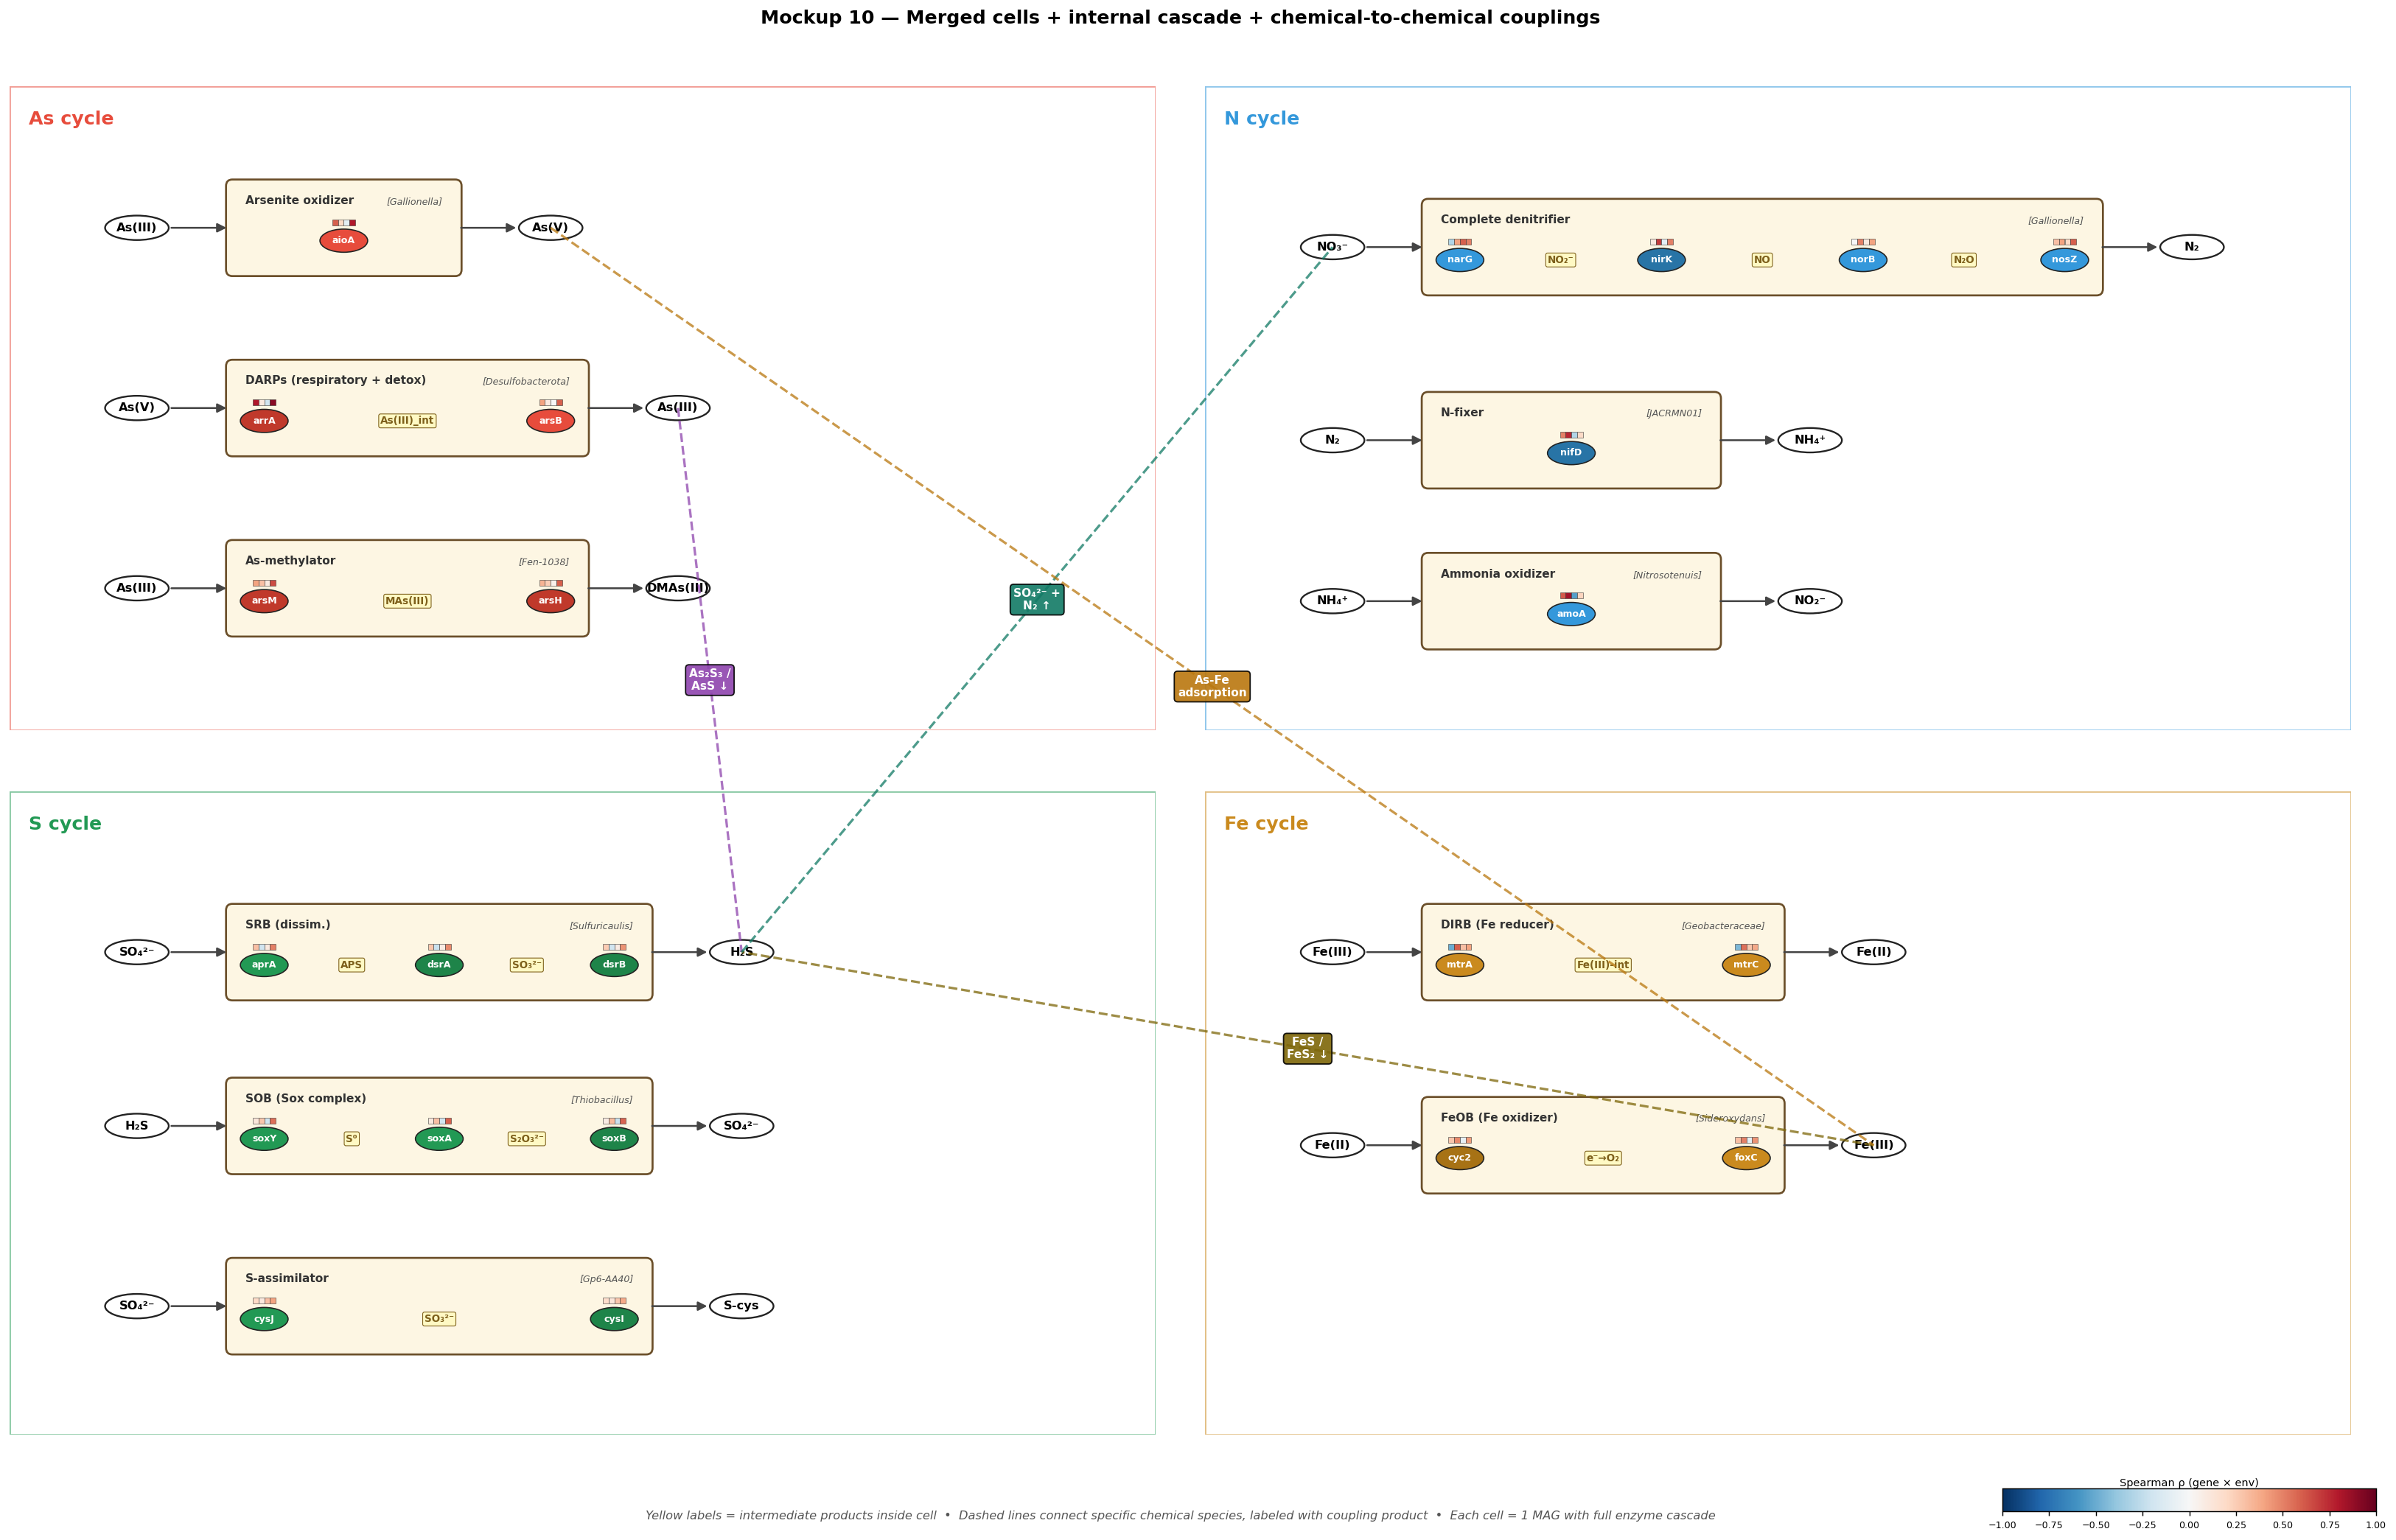 Mockup 10 — Merged cells + internal cascade + chemical-to-chemical couplings
As cycle
Arsenite oxidizer
[Gallionella]
As(III)
aioA
As(V)
DARPs (respiratory + detox)
[Desulfobacterota]
As(V)
arrA
As(III)_int
arsB
As(III)
As-methylator
[Fen-1038]
As(III)
arsM
MAs(III)
arsH
DMAs(III)
N cycle
Complete denitrifier
[Gallionella]
NO₃⁻
narG
NO₂⁻
nirK
NO
norB
N₂O
nosZ
N₂
N-fixer
[JACRMN01]
N₂
nifD
NH₄⁺
Ammonia oxidizer
[Nitrosotenuis]
NH₄⁺
amoA
NO₂⁻
SO₄²⁻ +
N₂ ↑
As₂S₃ /
AsS ↓
As-Fe
adsorption
S cycle
SRB (dissim.)
[Sulfuricaulis]
SO₄²⁻
aprA
APS
dsrA
SO₃²⁻
dsrB
H₂S
SOB (Sox complex)
[Thiobacillus]
H₂S
soxY
S⁰
soxA
S₂O₃²⁻
soxB
SO₄²⁻
S-assimilator
[Gp6-AA40]
SO₄²⁻
cysJ
SO₃²⁻
cysI
S-cys
Fe cycle
DIRB (Fe reducer)
[Geobacteraceae]
Fe(III)
mtrA
Fe(III)-int
mtrC
Fe(II)
FeS /
FeS₂ ↓
FeOB (Fe oxidizer)
[Sideroxydans]
Fe(II)
cyc2
e⁻→O₂
foxC
Fe(III)
Spearman ρ (gene × env)
−1.00 −0.75 −0.50 −0.25 0.00 0.25 0.50 0.75 1.00
Yellow labels = intermediate products inside cell • Dashed lines connect specific chemical species, labeled with coupling product • Each cell = 1 MAG with full enzyme cascade